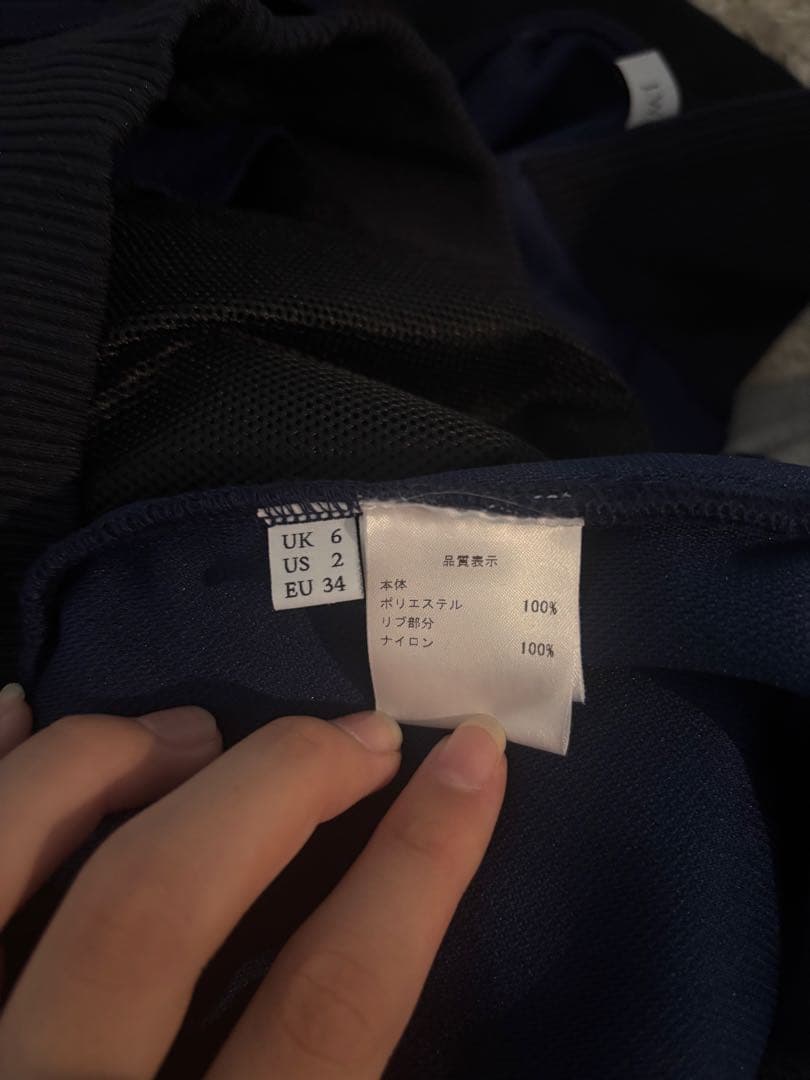 UK 6
US 2
EU 34
品質表示
本体
ポリエステル 100%
リブ部分
ナイロン 100%